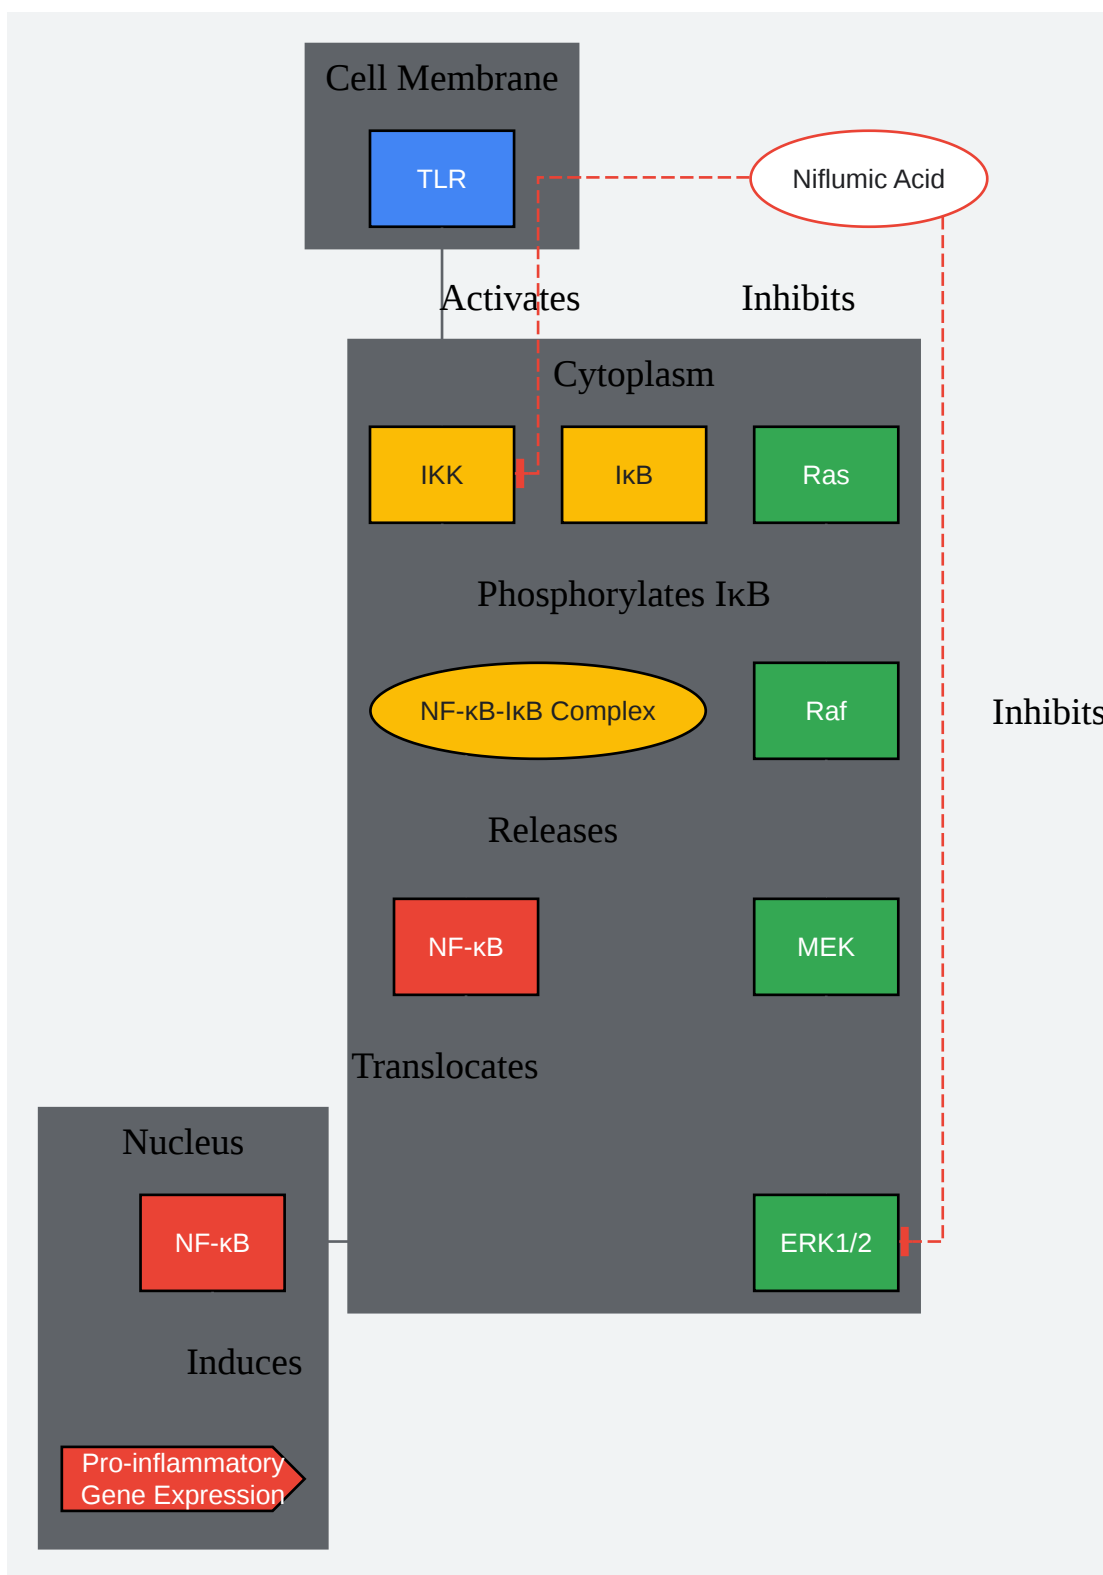 Cell Membrane
TLR
Niflumic Acid
Activates
Inhibits
Cytoplasm
IKK
IκB
Ras
Phosphorylates IκB
NF-κB-IκB Complex
Raf
Inhibits
Releases
NF-κB
MEK
Translocates
Nucleus
NF-κB
ERK1/2
Induces
Pro-inflammatory
Gene Expression